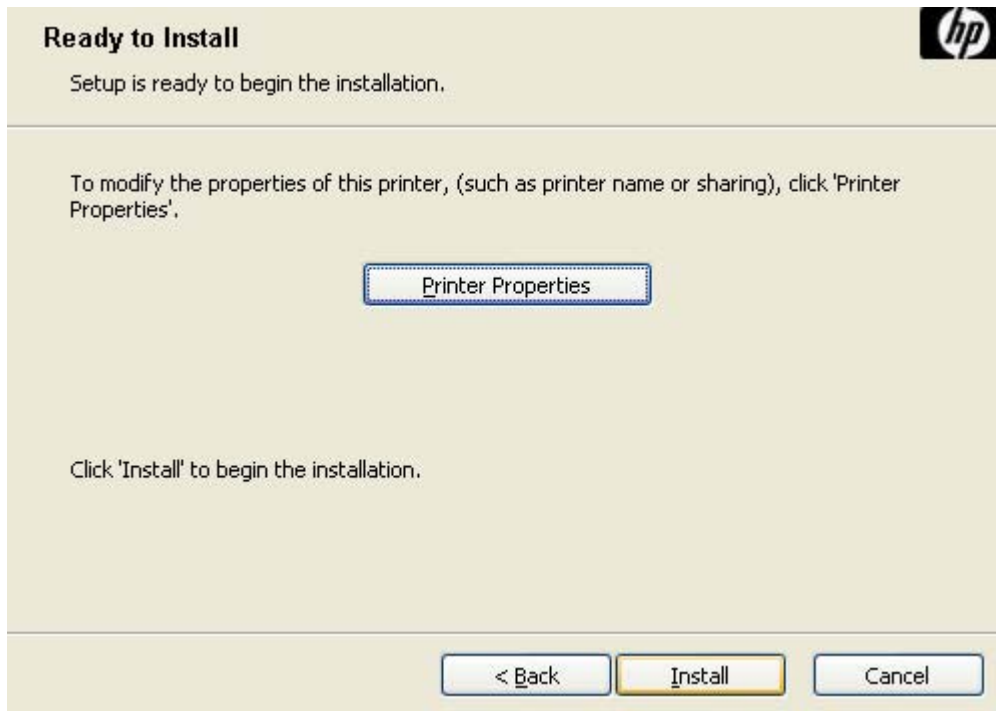 Ready to Install
hp
Setup is ready to begin the installation.
To modify the properties of this printer, (such as printer name or sharing), click 'Printer
Properties'.
Printer Properties
Click 'Install' to begin the installation.
< Back
Install
Cancel